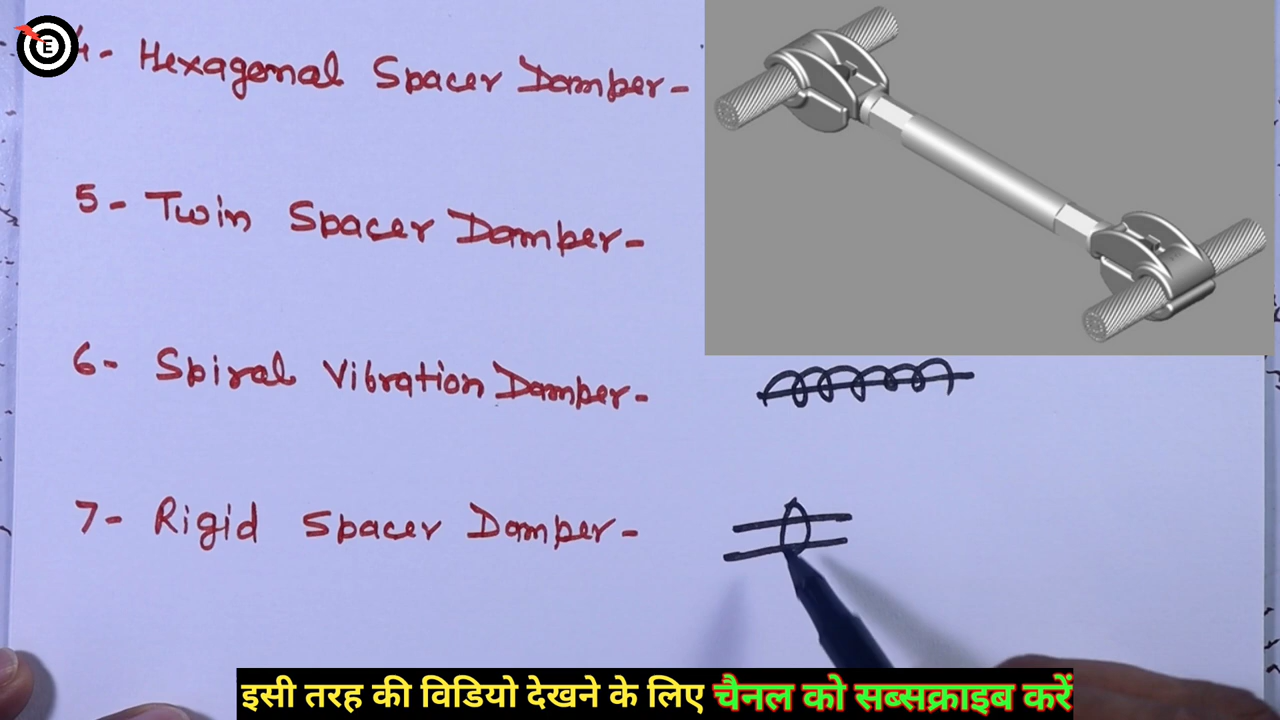 E
4- Hexagonal Spacer Damper-
5- Twin Spacer Damper-
6- Spiral Vibration Damper-
7- Rigid Spacer Damper-
इसी तरह की विडियो देखने के लिए चैनल को सब्सक्राइब करें